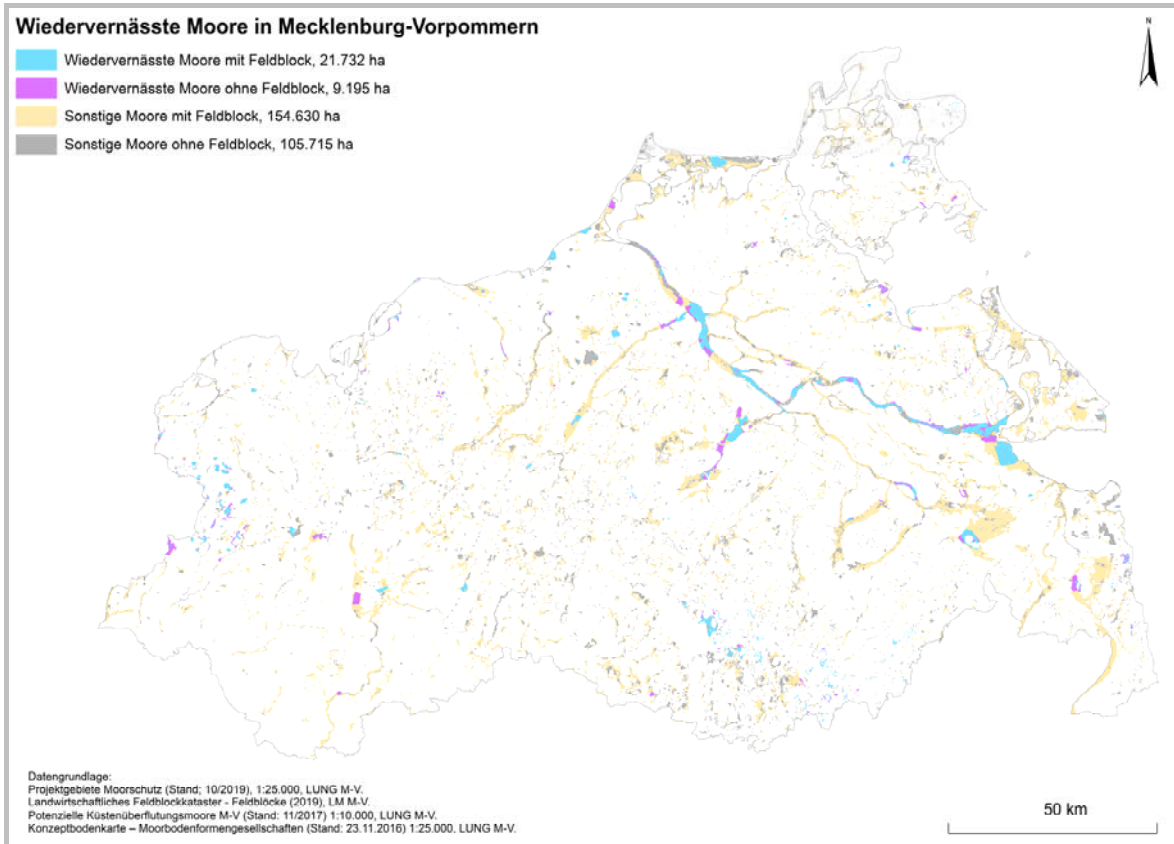 Wiedervernässte Moore in Mecklenburg-Vorpommern
N
Wiedervernässte Moore mit Feldblock, 21.732 ha
Wiedervernässte Moore ohne Feldblock, 9.195 ha
Sonstige Moore mit Feldblock, 154.630 ha
Sonstige Moore ohne Feldblock, 105.715 ha
Datengrundlage:
Projektgebiete Moorschutz (Stand; 10/2019), 1:25.000, LUNG M-V.
Landwirtschaftliches Feldblockkataster - Feldblöcke (2019), LM M-V.
Potenzielle Küstenüberflutungsmoore M-V (Stand: 11/2017) 1:10.000, LUNG M-V.
Konzeptbodenkarte – Moorbodenformengesellschaften (Stand: 23.11.2016) 1:25.000. LUNG M-V.
50 km